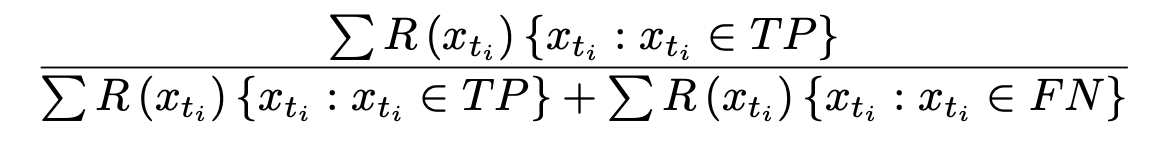 ∑ R (x_{t_i}) {x_{t_i} : x_{t_i} ∈ TP}
∑ R (x_{t_i}) {x_{t_i} : x_{t_i} ∈ TP} + ∑ R (x_{t_i}) {x_{t_i} : x_{t_i} ∈ FN}